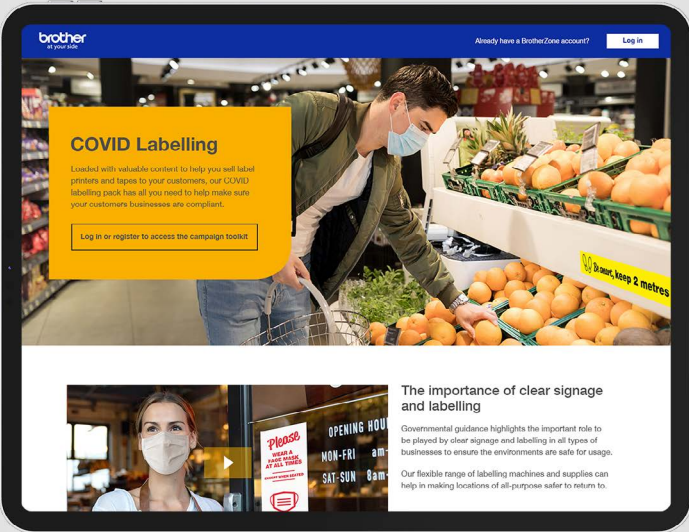 brother
at your side
Already have a BrotherZone account?
Log in
COVID Labelling
Loaded with valuable content to help you sell label
printers and tapes to your customers, our COVID
labelling pack has all you need to help make sure
your customers businesses are compliant.
Log in or register to access the campaign toolkit
Be smart, keep 2 metres
The importance of clear signage
and labelling
Governmental guidance highlights the important role to
be played by clear signage and labelling in all types of
businesses to ensure the environments are safe for usage.
Our flexible range of labelling machines and supplies can
help in making locations of all-purpose safer to return to.
Please
WEAR A
FACE MASK
AT ALL TIMES
EXCEPT WHEN SEATED
OPENING HOU
MON-FRI am-
SAT-SUN 8am-